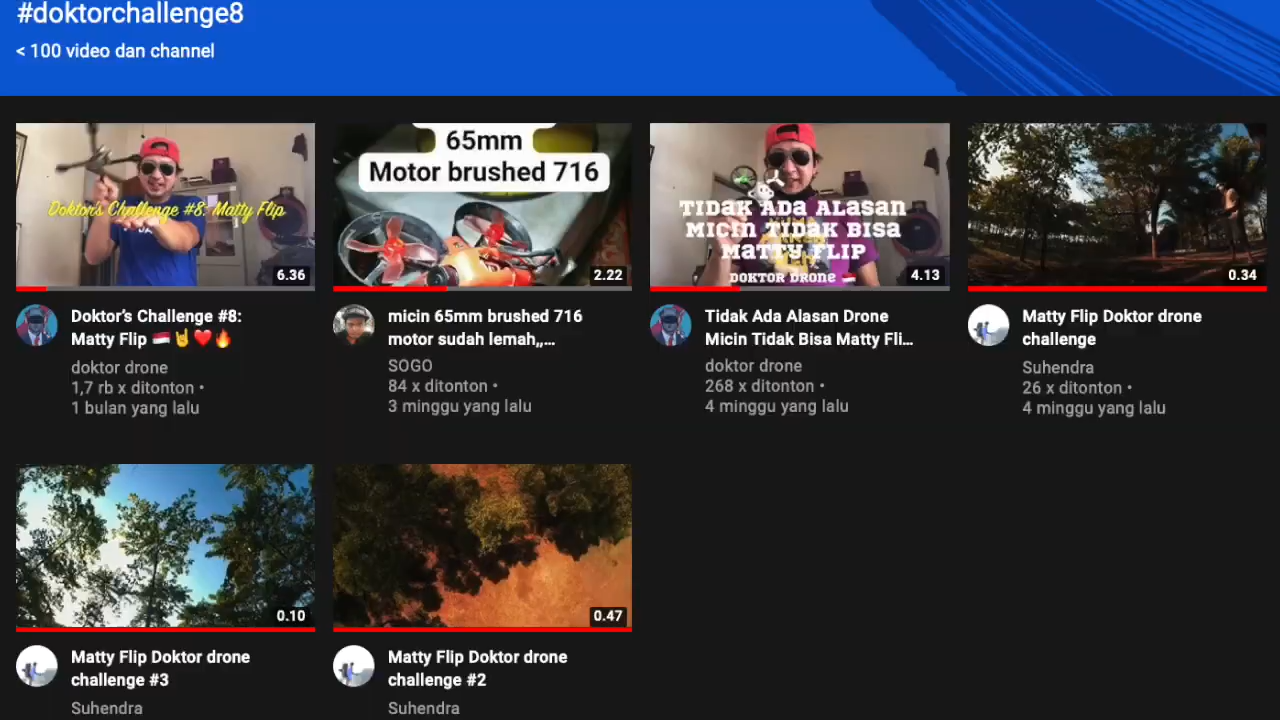 #doktorchallenge8
< 100 video dan channel
Doktor's Challenge #8: Matty Flip
6.36
65mm
Motor brushed 716
2.22
TIDAK ADA ALASAN
MICIN TIDAK BISA
MATTY FLIP
DOKTOR DRONE
4.13
0.34
Doktor's Challenge #8:
Matty Flip 🇮🇩🤘❤️🔥
doktor drone
1,7 rb x ditonton •
1 bulan yang lalu
micin 65mm brushed 716
motor sudah lemah,,…
SOGO
84 x ditonton •
3 minggu yang lalu
Tidak Ada Alasan Drone
Micin Tidak Bisa Matty Fli…
doktor drone
268 x ditonton •
4 minggu yang lalu
Matty Flip Doktor drone
challenge
Suhendra
26 x ditonton •
4 minggu yang lalu
0.10
0.47
Matty Flip Doktor drone
challenge #3
Suhendra
Matty Flip Doktor drone
challenge #2
Suhendra